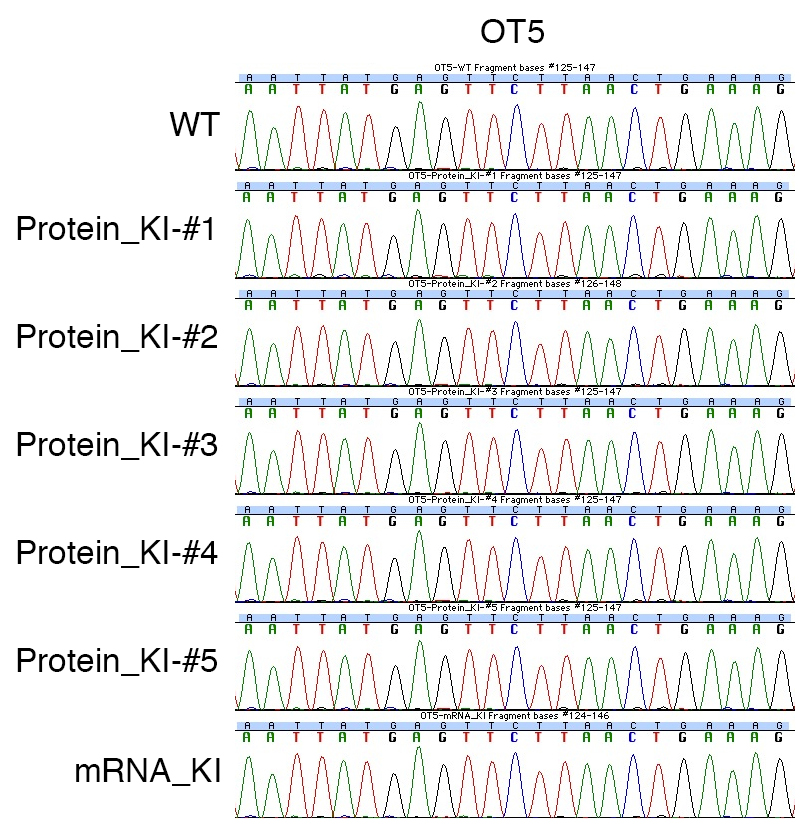 OT5
OT5-WT Fragment bases #125-147
A A T T A T G A G T T C T T A A C T G A A A G
A A T T A T G A G T T C T T A A C T G A A A G
WT
OT5-Protein_KI-#1 Fragment bases #125-147
A A T T A T G A G T T C T T A A C T G A A A G
A A T T A T G A G T T C T T A A C T G A A A G
Protein_KI-#1
OT5-Protein_KI-#2 Fragment bases #126-148
A A T T A T G A G T T C T T A A C T G A A A G
A A T T A T G A G T T C T T A A C T G A A A G
Protein_KI-#2
OT5-Protein_KI-#3 Fragment bases #125-147
A A T T A T G A G T T C T T A A C T G A A A G
A A T T A T G A G T T C T T A A C T G A A A G
Protein_KI-#3
OT5-Protein_KI-#4 Fragment bases #125-147
A A T T A T G A G T T C T T A A C T G A A A G
A A T T A T G A G T T C T T A A C T G A A A G
Protein_KI-#4
OT5-Protein_KI-#5 Fragment bases #125-147
A A T T A T G A G T T C T T A A C T G A A A G
A A T T A T G A G T T C T T A A C T G A A A G
Protein_KI-#5
OT5-mRNA_KI Fragment bases #124-146
A A T T A T G A G T T C T T A A C T G A A A G
A A T T A T G A G T T C T T A A C T G A A A G
mRNA_KI